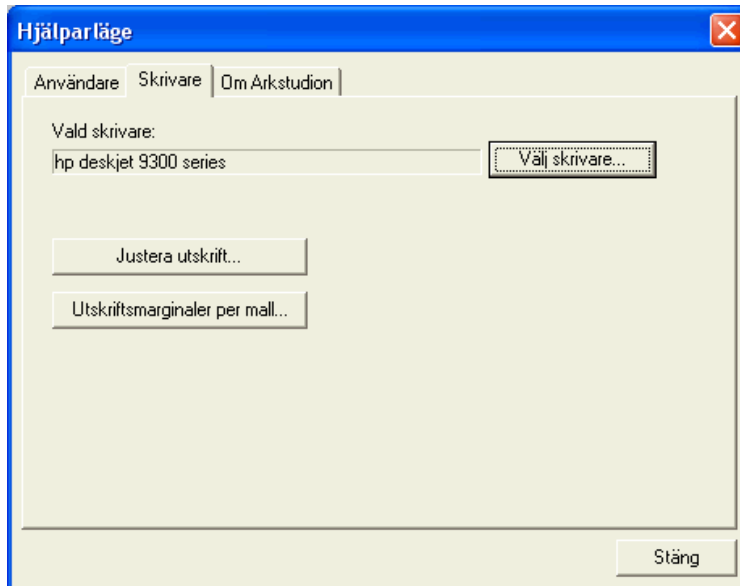 Hjälparläge
Användare Skrivare Om Arkstudion
Vald skrivare:
hp deskjet 9300 series Välj skrivare...
Justera utskrift...
Utskriftsmarginaler per mall...
Stäng